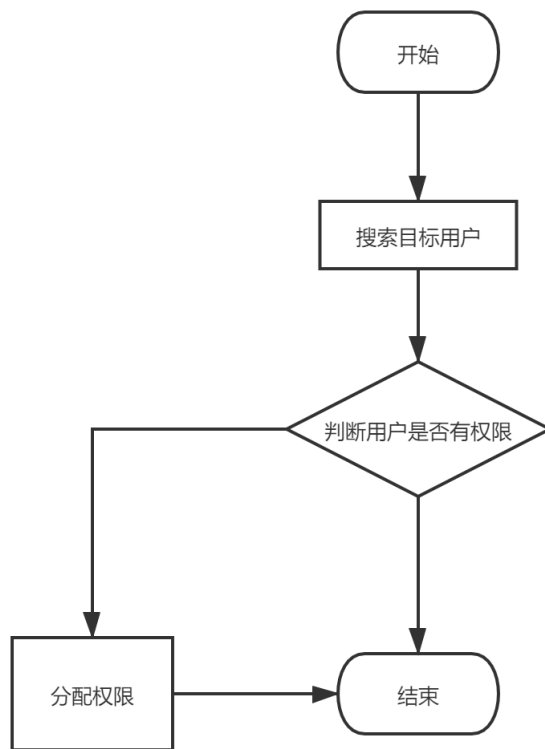 开始
搜索目标用户
判断用户是否有权限
分配权限
结束